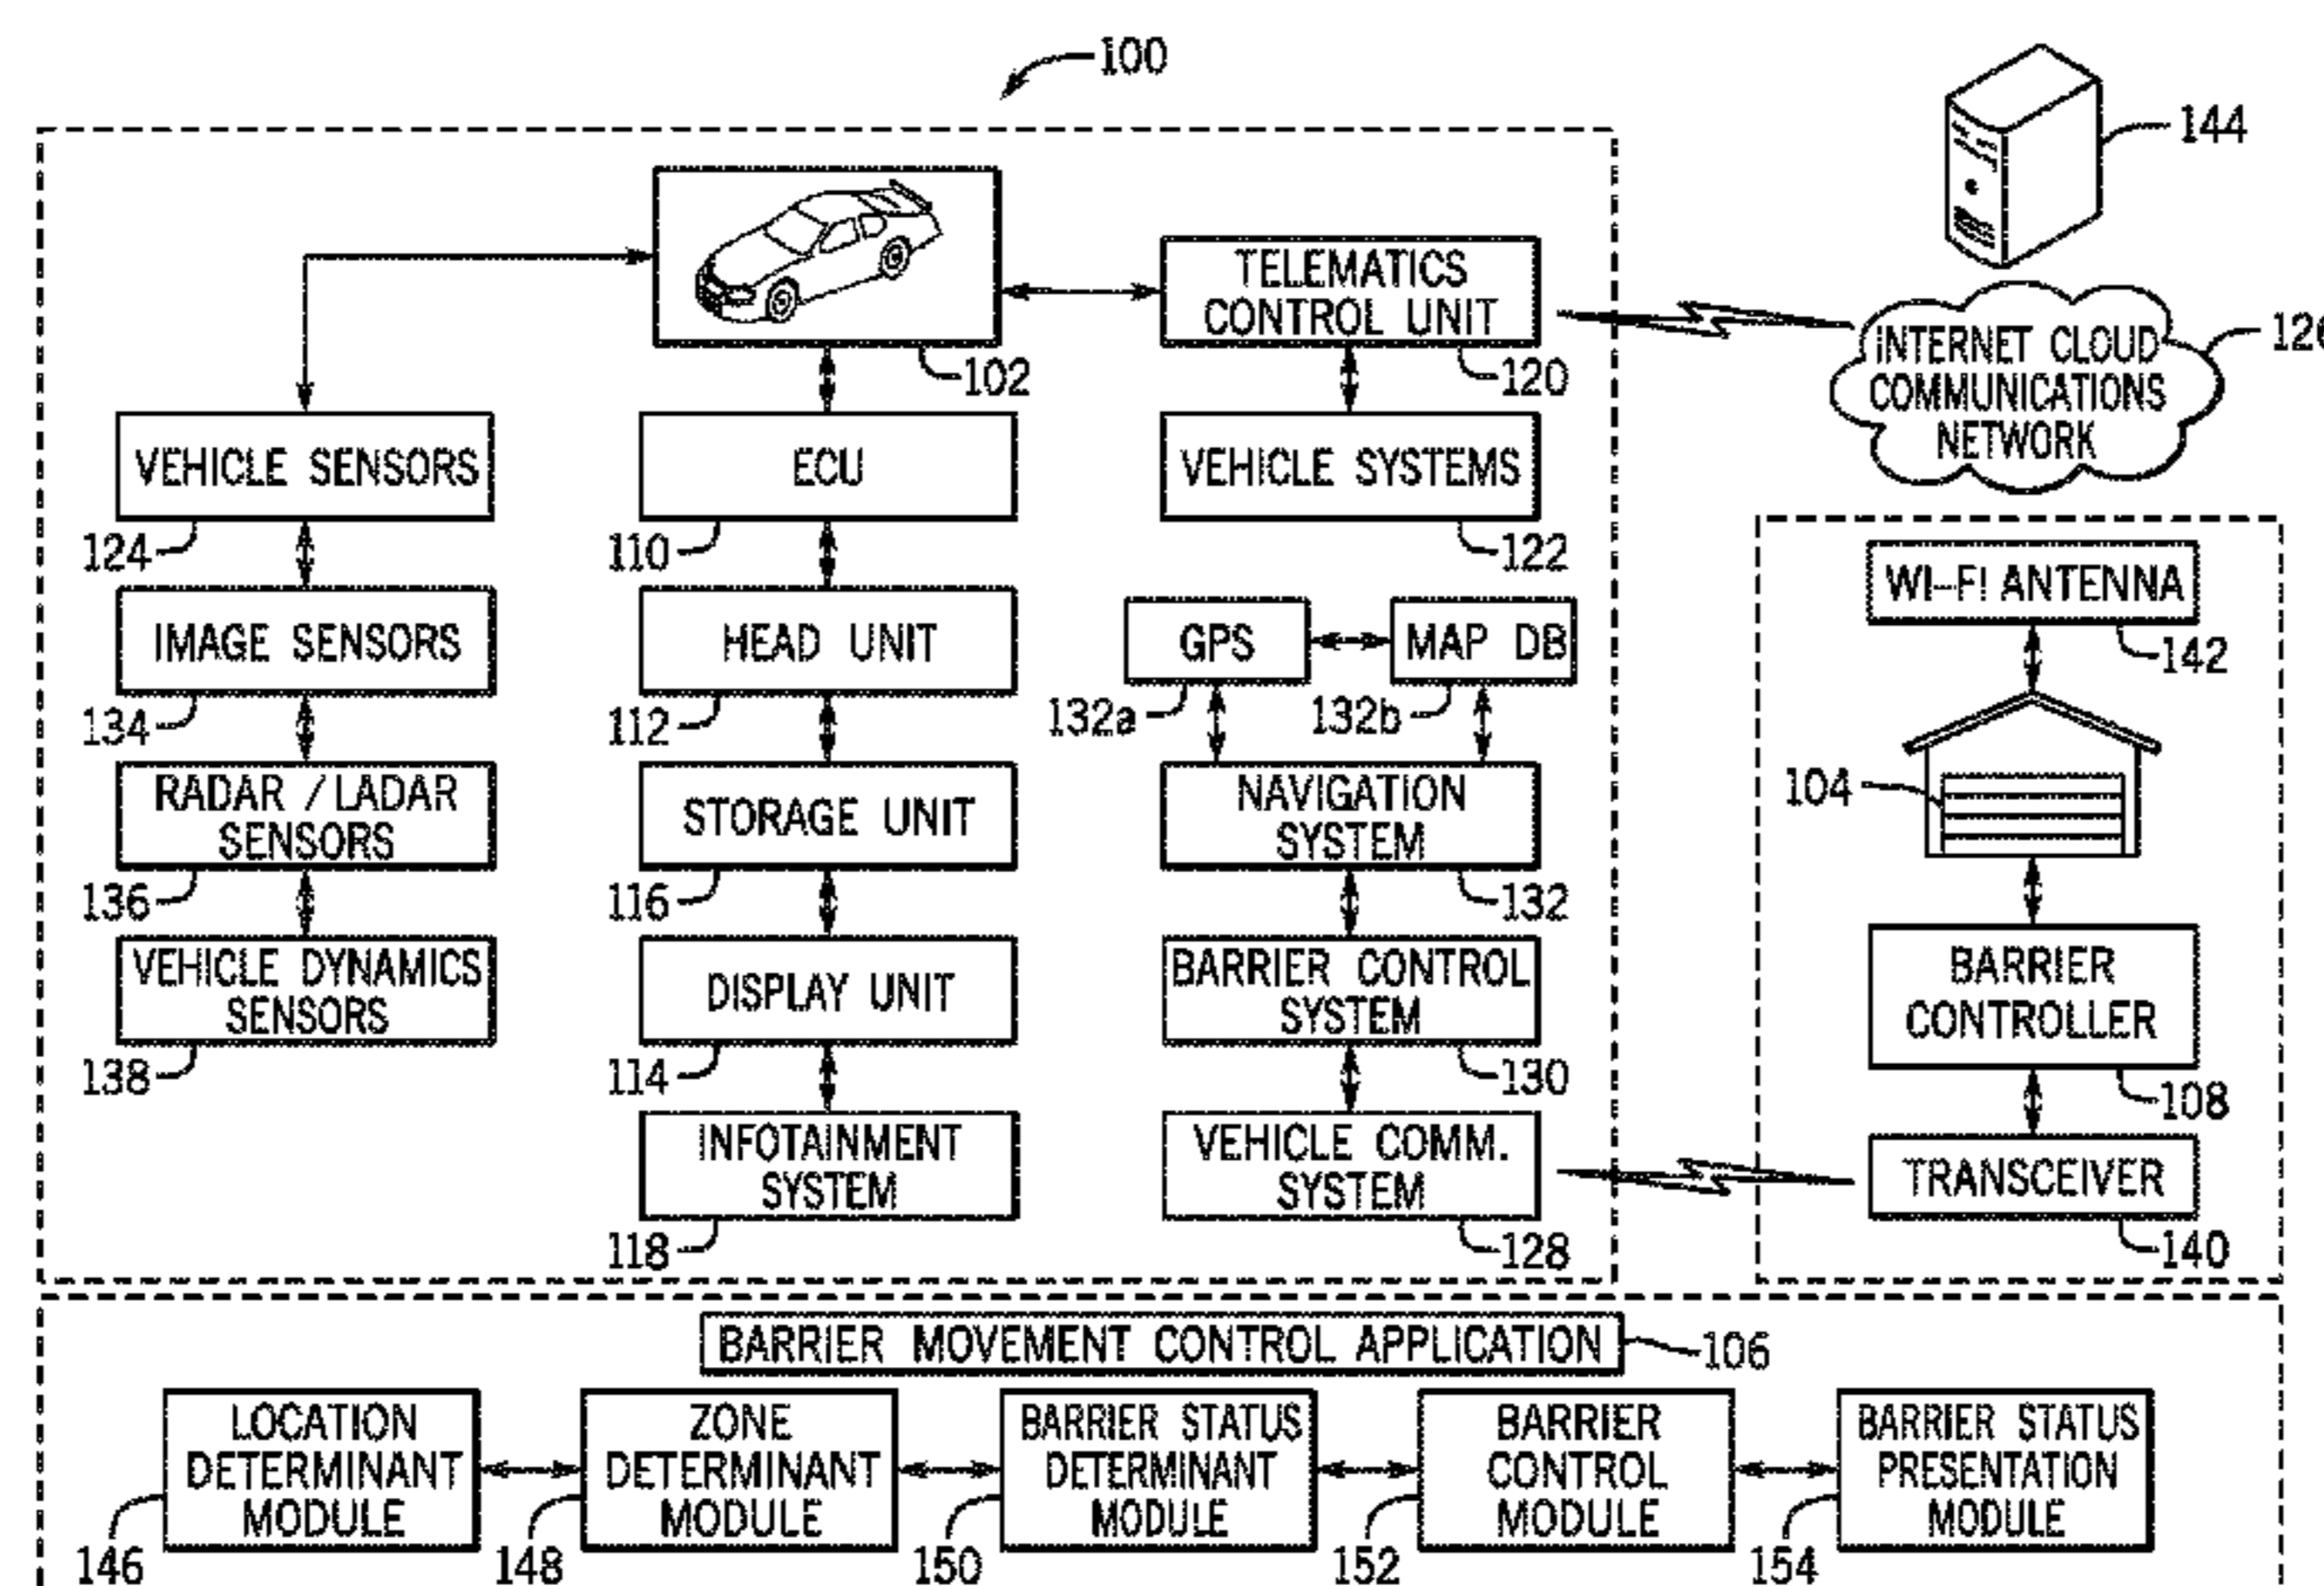 100
144
102
TELEMATICS
CONTROL UNIT
120
INTERNET CLOUD
COMMUNICATIONS
NETWORK
VEHICLE SENSORS
124
ECU
110
VEHICLE SYSTEMS
122
WI-FI ANTENNA
142
IMAGE SENSORS
134
HEAD UNIT
112
GPS
132a
MAP DB
132b
RADAR / LADAR
SENSORS
136
STORAGE UNIT
116
NAVIGATION
SYSTEM
132
104
VEHICLE DYNAMICS
SENSORS
138
DISPLAY UNIT
114
BARRIER CONTROL
SYSTEM
130
BARRIER
CONTROLLER
108
INFOTAINMENT
SYSTEM
118
VEHICLE COMM.
SYSTEM
128
TRANSCEIVER
140
BARRIER MOVEMENT CONTROL APPLICATION
106
LOCATION
DETERMINANT
MODULE
146
ZONE
DETERMINANT
MODULE
148
BARRIER STATUS
DETERMINANT
MODULE
150
BARRIER
CONTROL
MODULE
152
BARRIER STATUS
PRESENTATION
MODULE
154